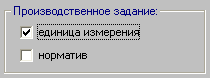 Производственное задание:
единица измерения
норматив